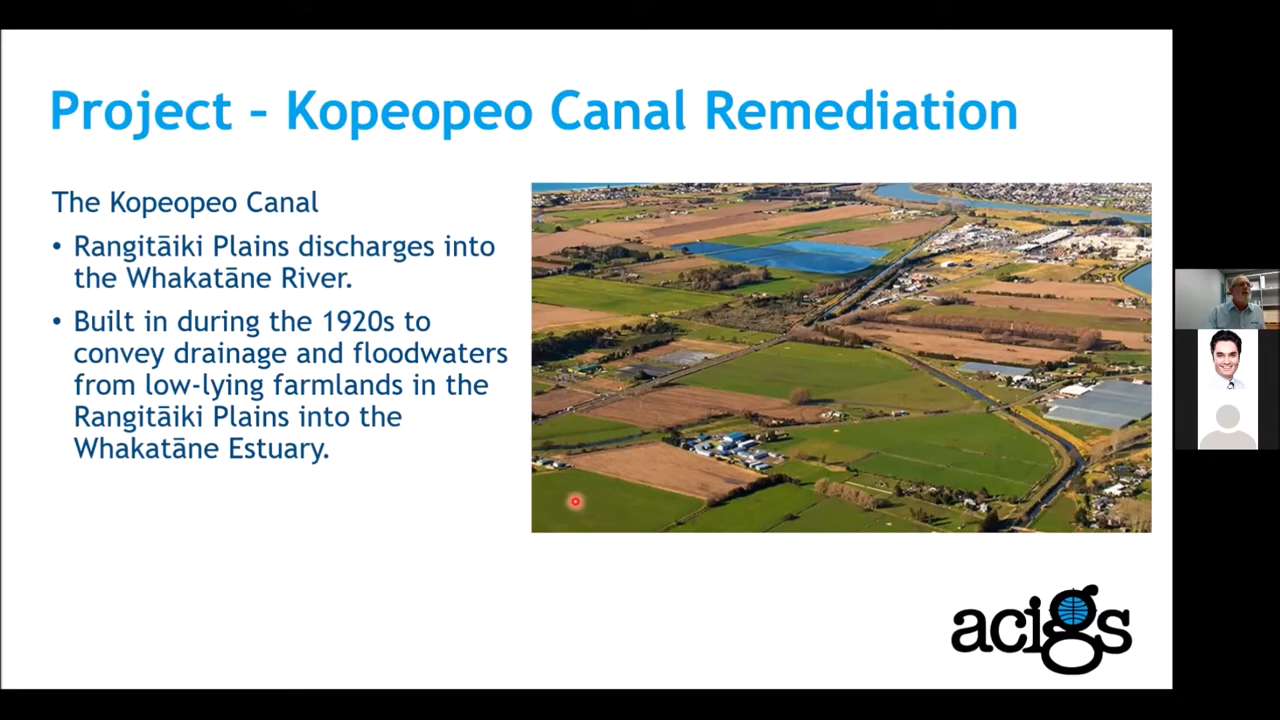 Project – Kopeopeo Canal Remediation
The Kopeopeo Canal
• Rangitāiki Plains discharges into
the Whakatāne River.
• Built in during the 1920s to
convey drainage and floodwaters
from low-lying farmlands in the
Rangitāiki Plains into the
Whakatāne Estuary.
acigs